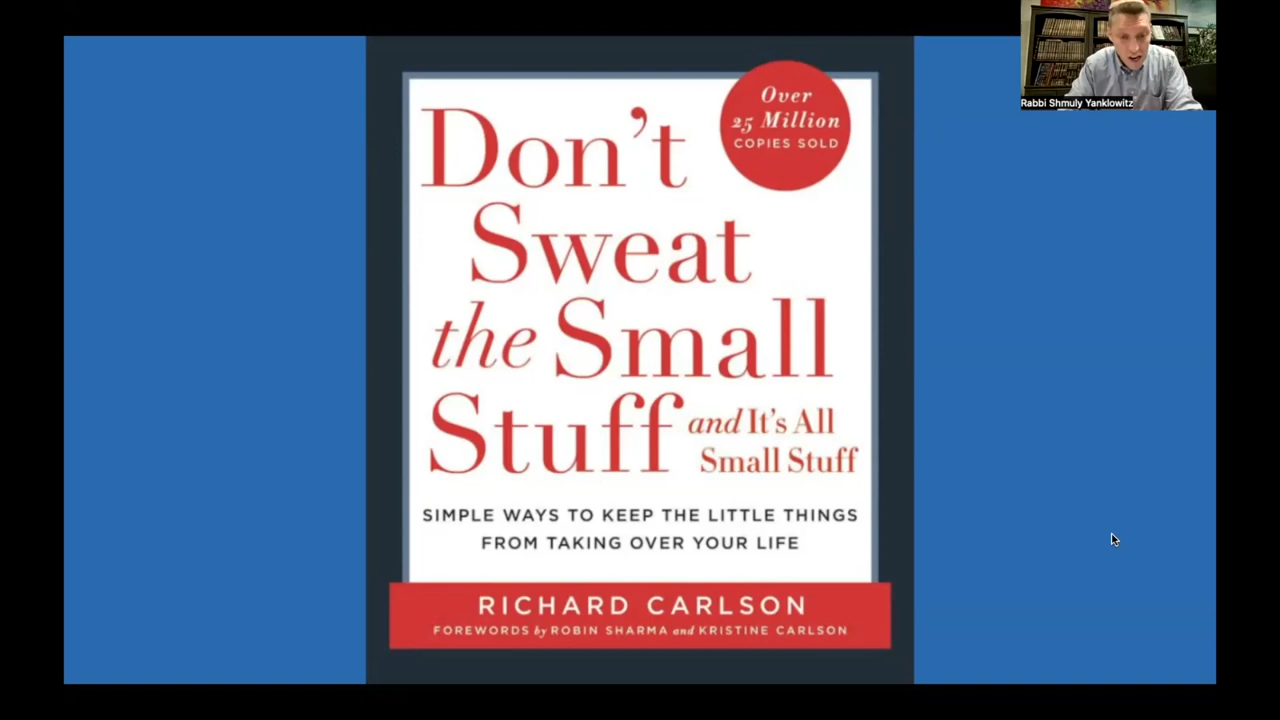 Over
25 Million
COPIES SOLD
Don't
Sweat
the Small
Stuff and It's All
Small Stuff
SIMPLE WAYS TO KEEP THE LITTLE THINGS
FROM TAKING OVER YOUR LIFE
RICHARD CARLSON
FOREWORDS by ROBIN SHARMA and KRISTINE CARLSON
Rabbi Shmuly Yanklowitz